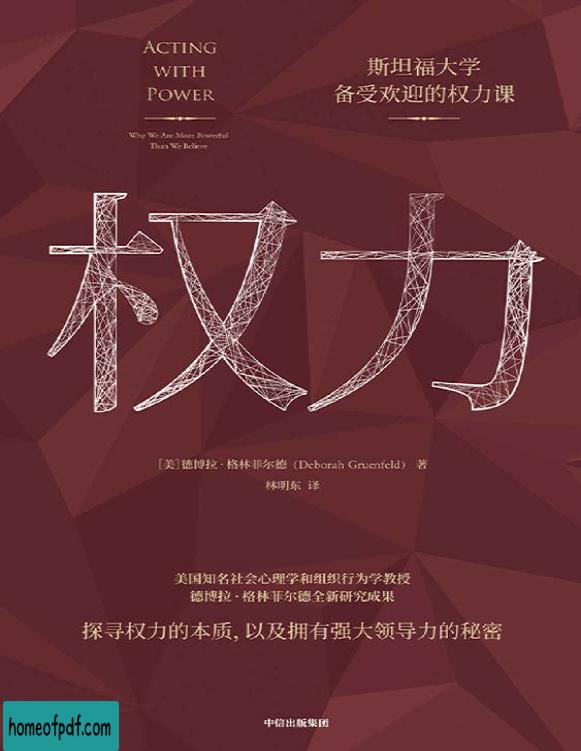 ACTING
WITH
POWER
Why We Are More Powerful
Than We Believe
斯坦福大学
备受欢迎的权力课
权力
[美]德博拉·格林菲尔德（Deborah Gruenfeld）著
林明东 译
美国知名社会心理学和组织行为学教授
德博拉·格林菲尔德全新研究成果
探寻权力的本质，以及拥有强大领导力的秘密
中信出版集团
homeofpdf.com